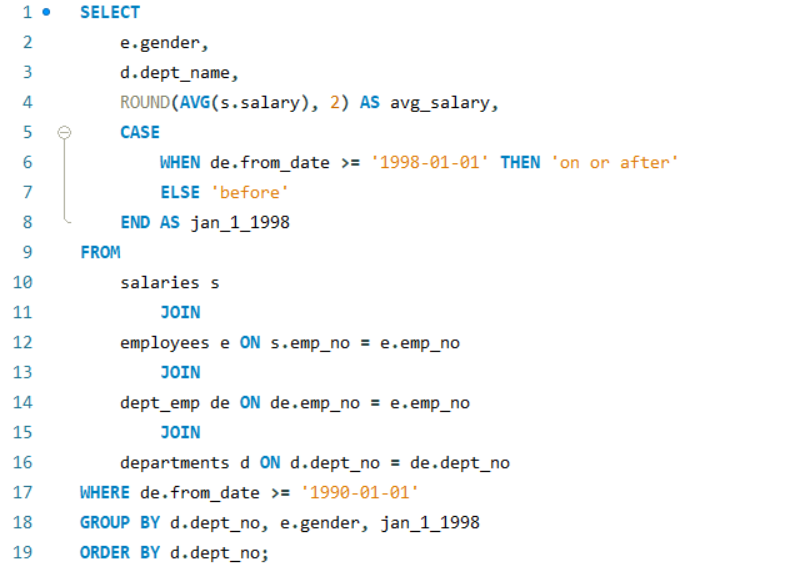 1 SELECT
2 e.gender,
3 d.dept_name,
4 ROUND(AVG(s.salary), 2) AS avg_salary,
5 CASE
6 WHEN de.from_date >= '1998-01-01' THEN 'on or after'
7 ELSE 'before'
8 END AS jan_1_1998
9 FROM
10 salaries s
11 JOIN
12 employees e ON s.emp_no = e.emp_no
13 JOIN
14 dept_emp de ON de.emp_no = e.emp_no
15 JOIN
16 departments d ON d.dept_no = de.dept_no
17 WHERE de.from_date >= '1990-01-01'
18 GROUP BY d.dept_no, e.gender, jan_1_1998
19 ORDER BY d.dept_no;